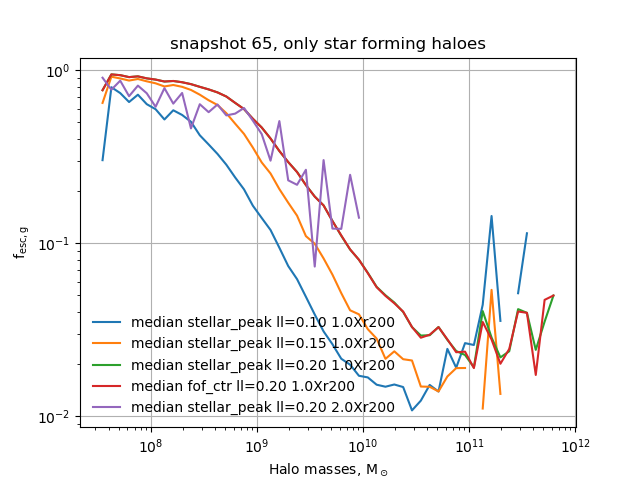 snapshot 65, only star forming haloes
10⁰
10⁻¹
10⁻²
f_esc,g
median stellar_peak ll=0.10 1.0Xr200
median stellar_peak ll=0.15 1.0Xr200
median stellar_peak ll=0.20 1.0Xr200
median fof_ctr ll=0.20 1.0Xr200
median stellar_peak ll=0.20 2.0Xr200
10⁸
10⁹
10¹⁰
10¹¹
10¹²
Halo masses, M⊙